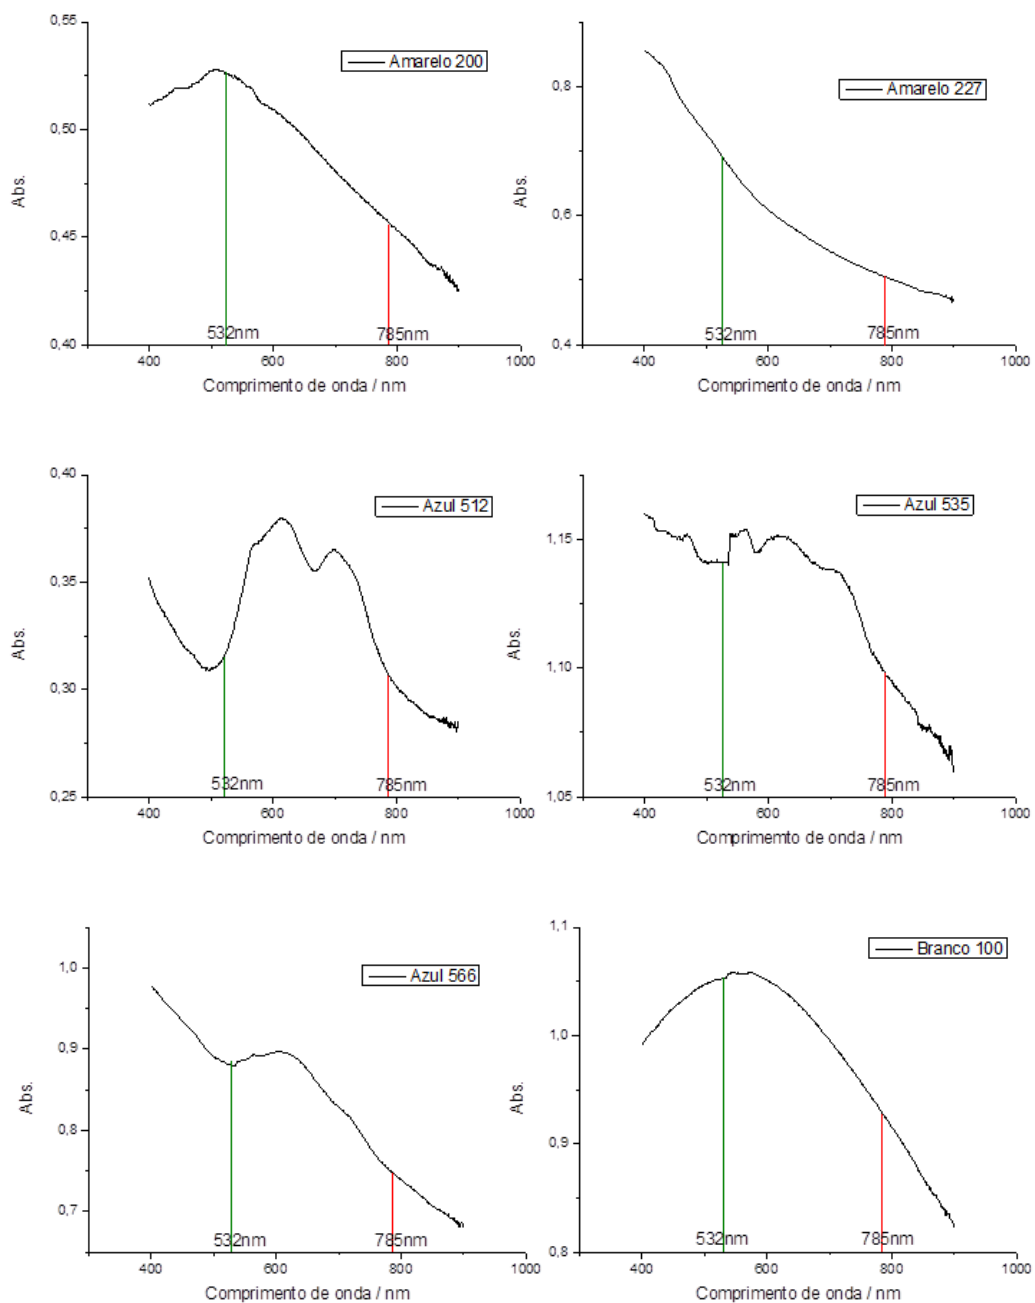 0,55
0,50
0,45
0,40
Abs.
Amarelo 200
532nm
785nm
400 600 800 1000
Comprimento de onda / nm
0,8
0,6
0,4
Abs.
Amarelo 227
532nm
785nm
400 600 800 1000
Comprimento de onda / nm
0,40
0,35
0,30
0,25
Abs.
Azul 512
532nm
785nm
400 600 800 1000
Comprimento de onda / nm
1,15
1,10
1,05
Abs.
Azul 535
532nm
785nm
400 600 800 1000
Comprimemto de onda / nm
1,0
0,9
0,8
0,7
Abs.
Azul 566
532nm
785nm
400 600 800 1000
Comprimento de onda / nm
1,1
1,0
0,9
0,8
Abs.
Branco 100
532nm
785nm
400 600 800 1000
Comprimento de onda / nm